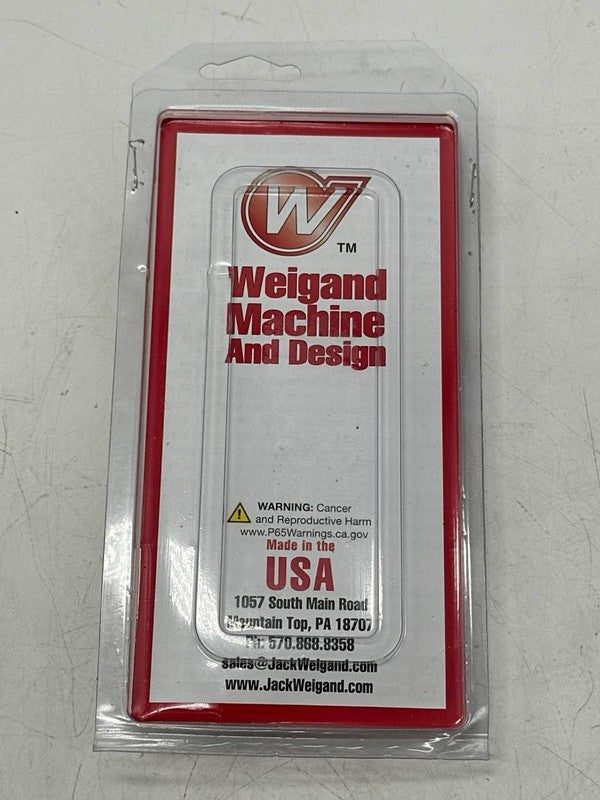 W
TM
Weigand
Machine
And Design
WARNING: Cancer
and Reproductive Harm
www.P65Warnings.ca.gov
Made in the
USA
1057 South Main Road
Mountain Top, PA 18707
Ph: 570.868.8358
sales@JackWeigand.com
www.JackWeigand.com